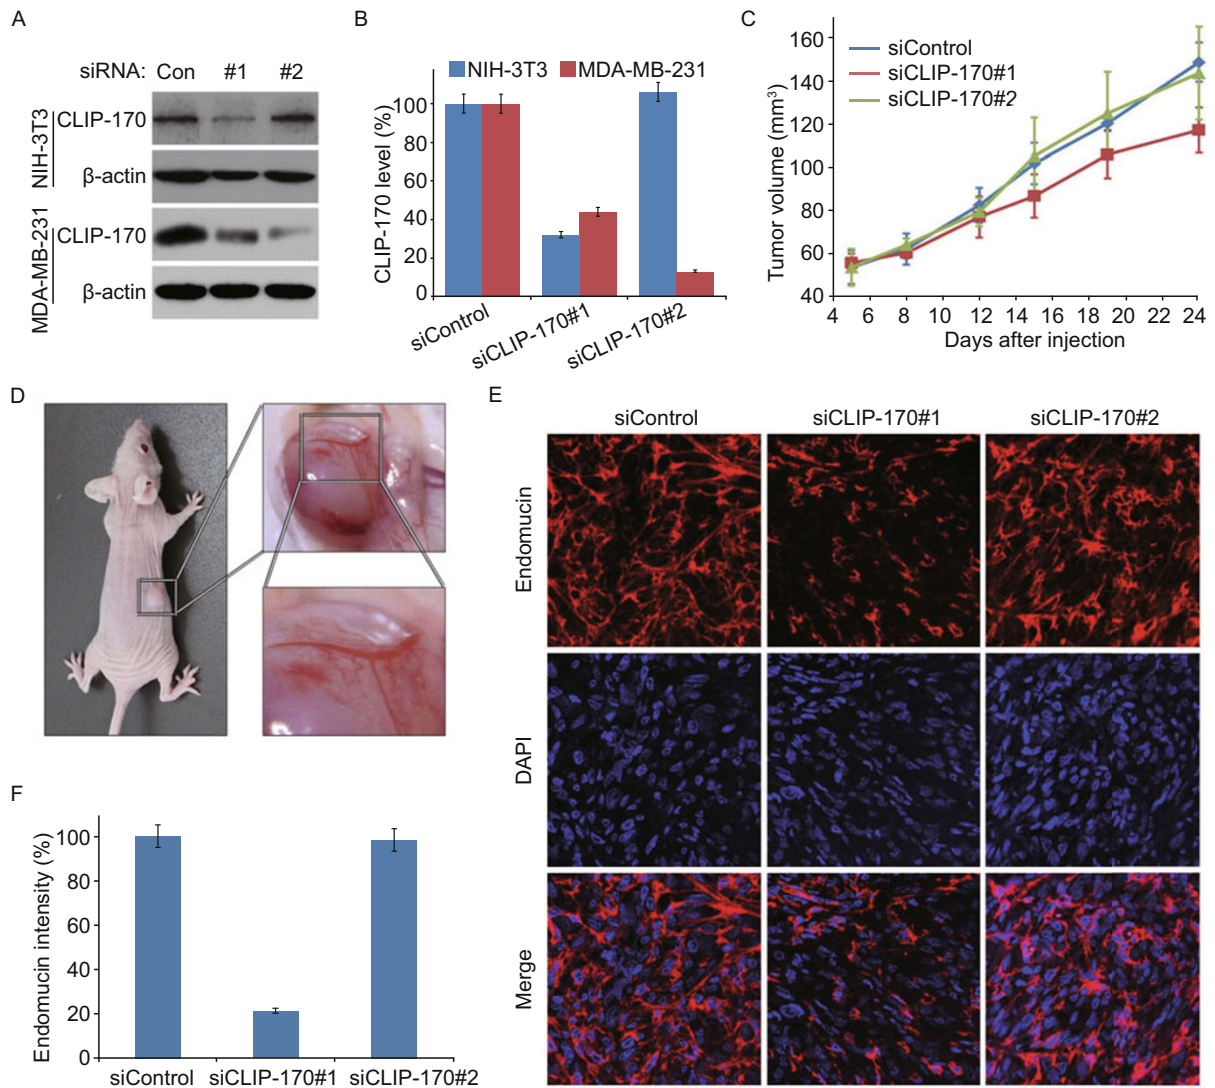 A
siRNA: Con #1 #2
NIH-3T3
CLIP-170
β-actin
MDA-MB-231
CLIP-170
β-actin
B
NIH-3T3 MDA-MB-231
CLIP-170 level (%)
100
80
60
40
20
0
siControl
siCLIP-170#1
siCLIP-170#2
C
siControl
siCLIP-170#1
siCLIP-170#2
Tumor volume (mm³)
160
140
120
100
80
60
40
4 6 8 10 12 14 16 18 20 22 24
Days after injection
D
E
siControl siCLIP-170#1 siCLIP-170#2
Endomucin
DAPI
Merge
F
Endomucin intensity (%)
100
80
60
40
20
0
siControl siCLIP-170#1 siCLIP-170#2